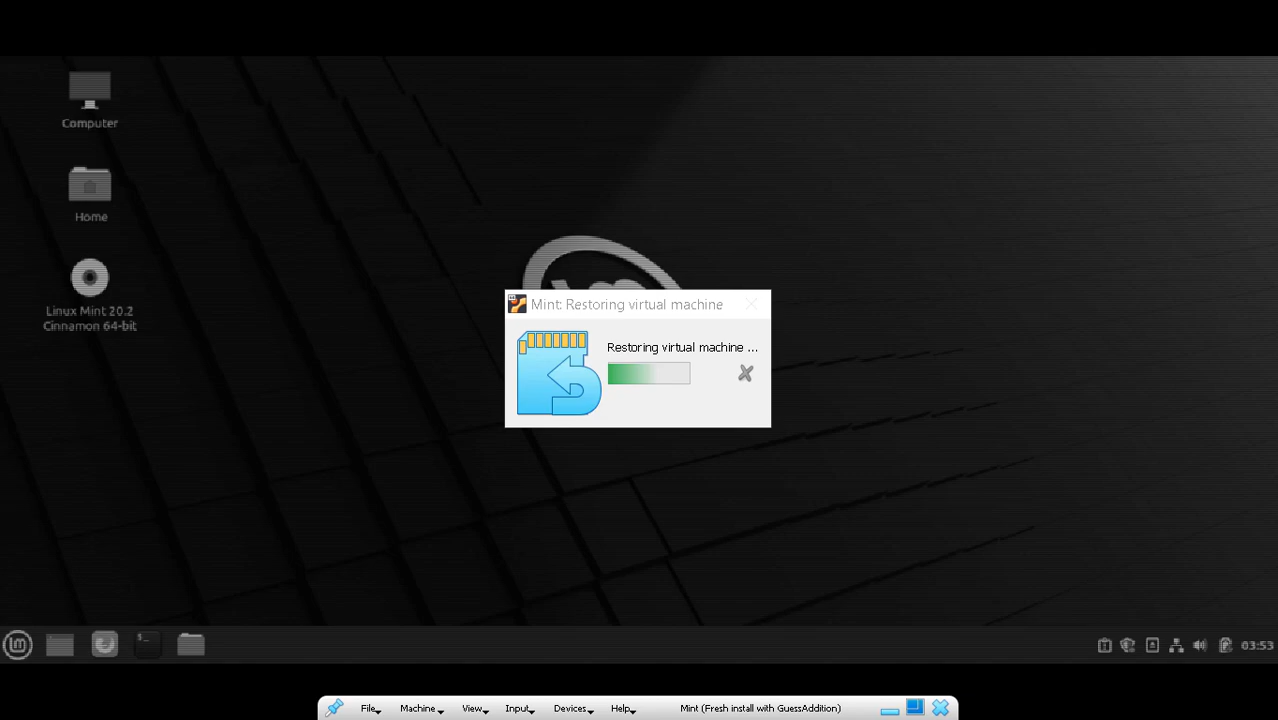 Computer
Home
Linux Mint 20.2
Cinnamon 64-bit
Mint: Restoring virtual machine
Restoring virtual machine ...
$_
03:53
File
Machine
View
Input
Devices
Help
Mint (Fresh install with GuessAddition)